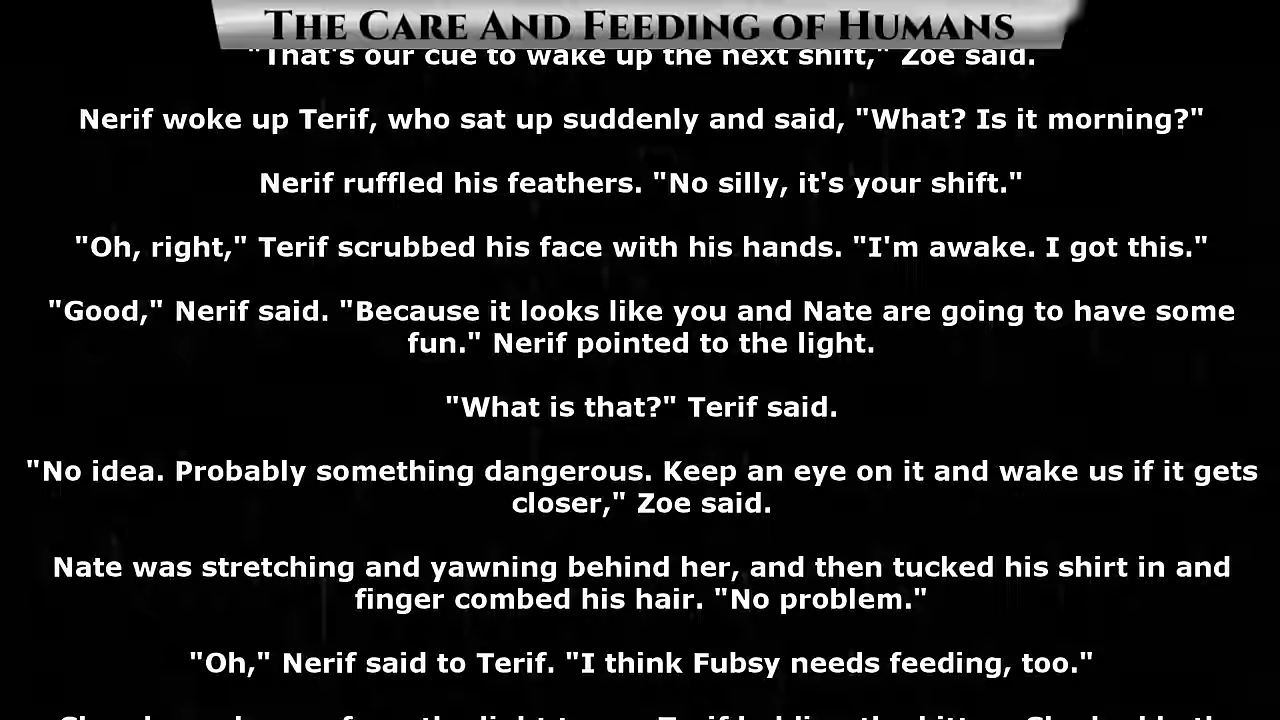 THE CARE AND FEEDING OF HUMANS
"That's our cue to wake up the next shift," Zoe said.
Nerif woke up Terif, who sat up suddenly and said, "What? Is it morning?"
Nerif ruffled his feathers. "No silly, it's your shift."
"Oh, right," Terif scrubbed his face with his hands. "I'm awake. I got this."
"Good," Nerif said. "Because it looks like you and Nate are going to have some
fun." Nerif pointed to the light.
"What is that?" Terif said.
"No idea. Probably something dangerous. Keep an eye on it and wake us if it gets
closer," Zoe said.
Nate was stretching and yawning behind her, and then tucked his shirt in and
finger combed his hair. "No problem."
"Oh," Nerif said to Terif. "I think Fubsy needs feeding, too."